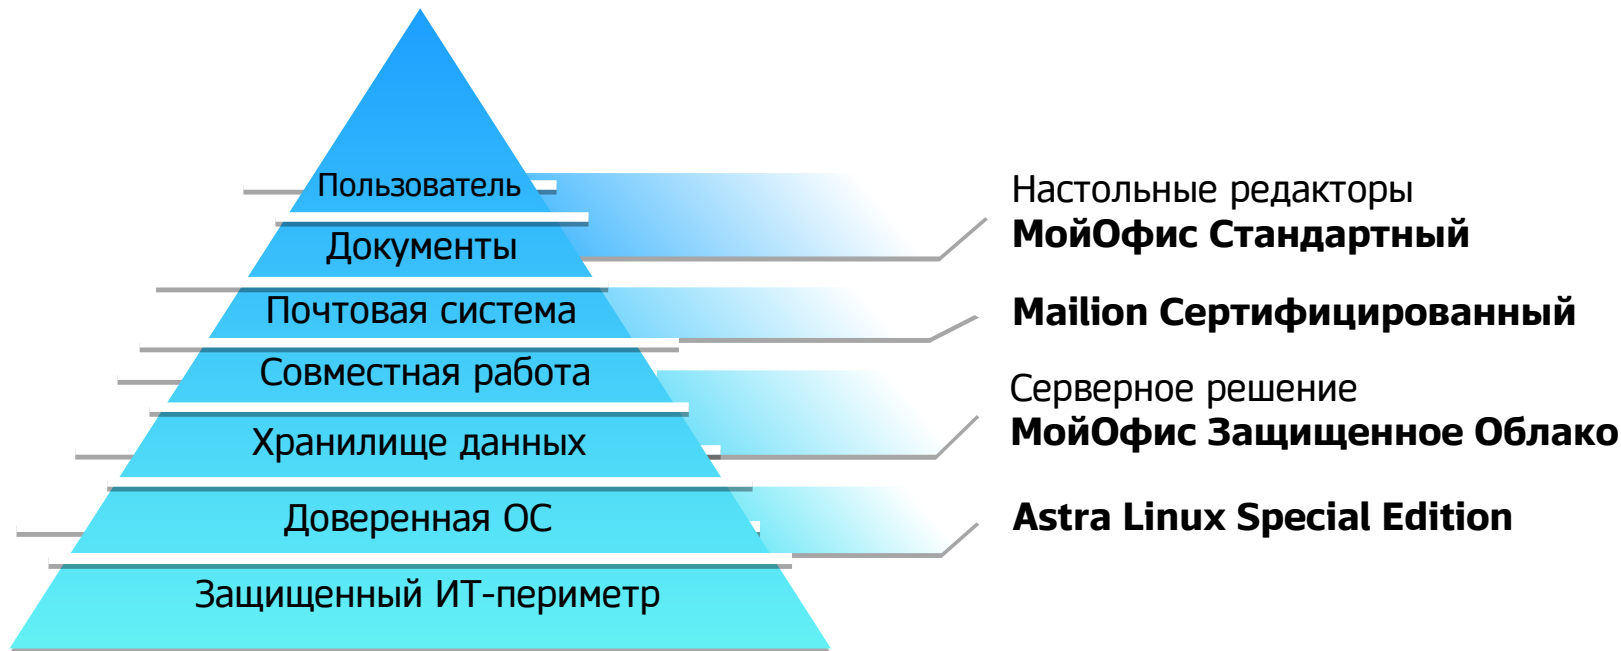 Пользователь
Документы
Почтовая система
Совместная работа
Хранилище данных
Доверенная ОС
Защищенный ИТ-периметр
Настольные редакторы
МойОфис Стандартный
Mailion Сертифицированный
Серверное решение
МойОфис Защищенное Облако
Astra Linux Special Edition